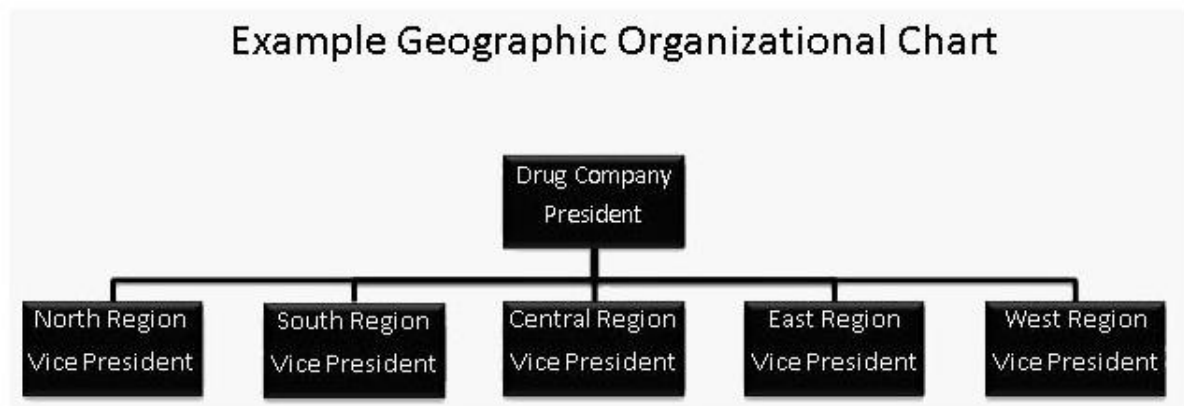 Example Geographic Organizational Chart
Drug Company
President
North Region
Vice President
South Region
Vice President
Central Region
Vice President
East Region
Vice President
West Region
Vice President